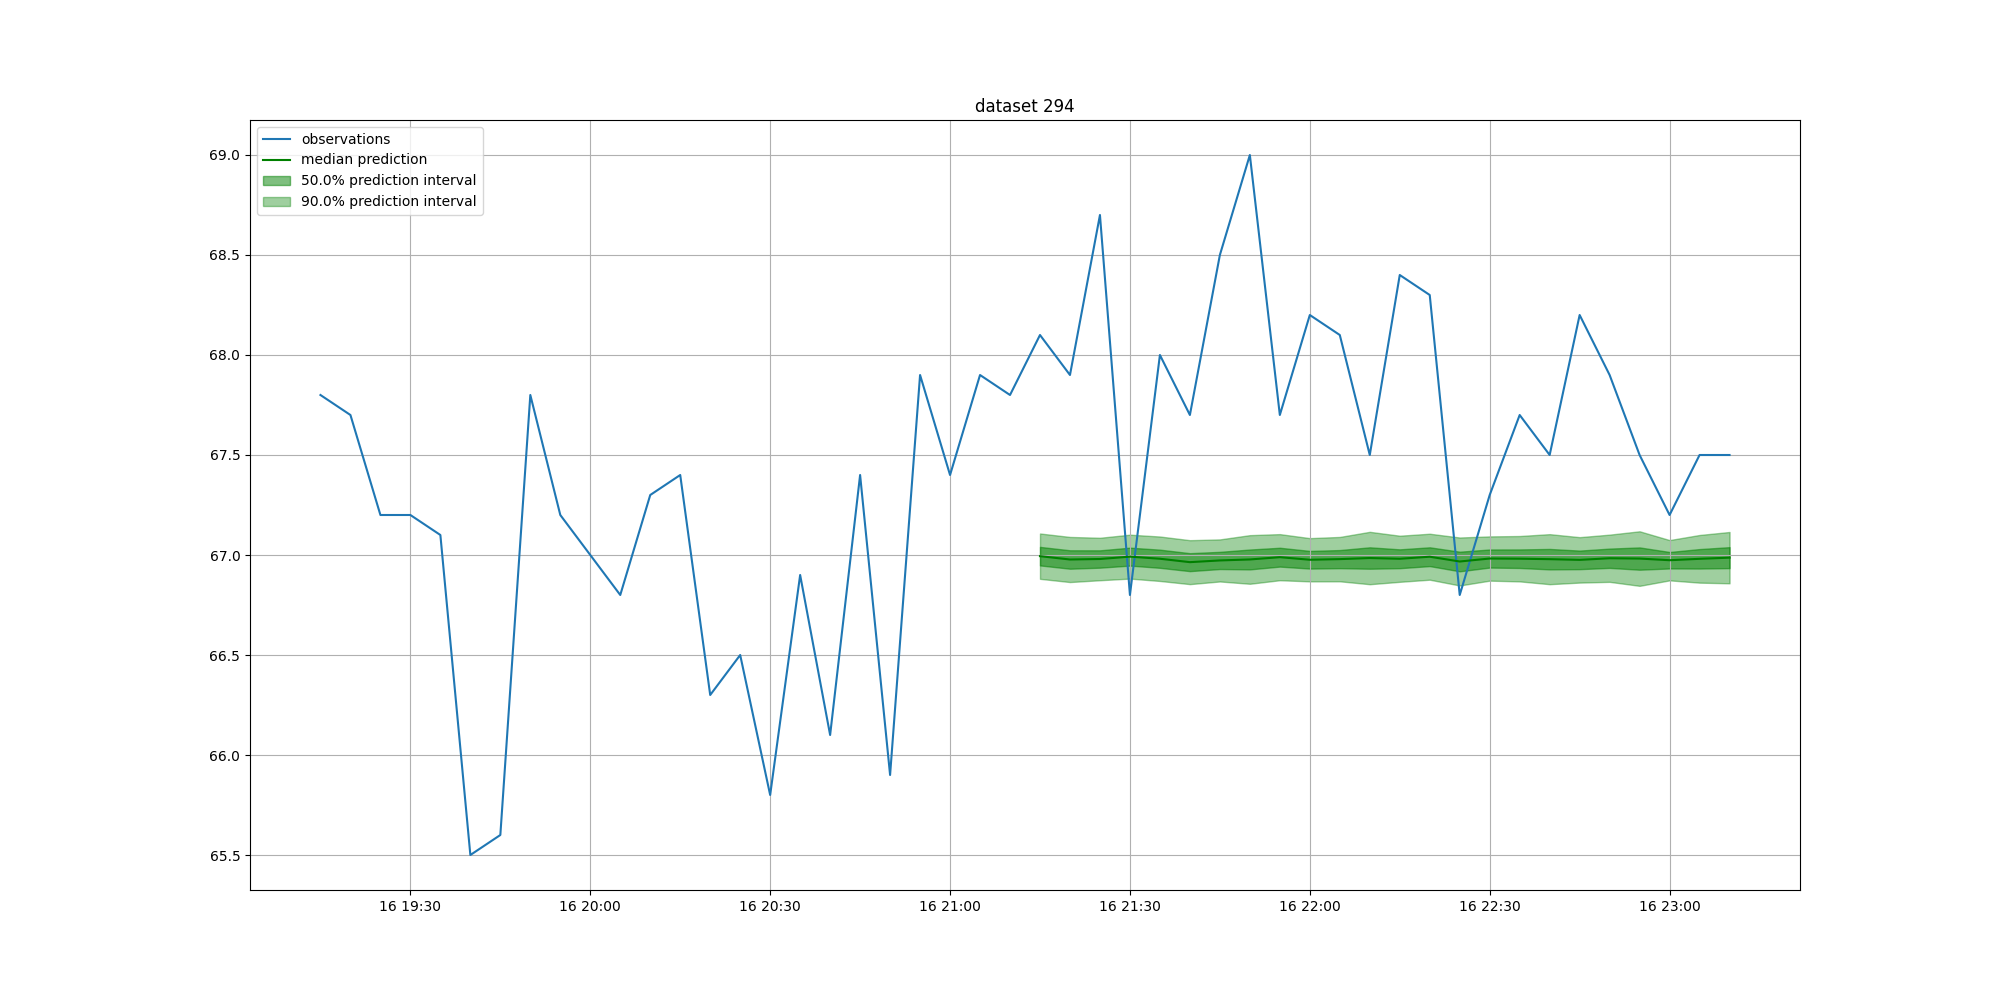 dataset 294
observations
median prediction
50.0% prediction interval
90.0% prediction interval
69.0
68.5
68.0
67.5
67.0
66.5
66.0
65.5
16 19:30 16 20:00 16 20:30 16 21:00 16 21:30 16 22:00 16 22:30 16 23:00